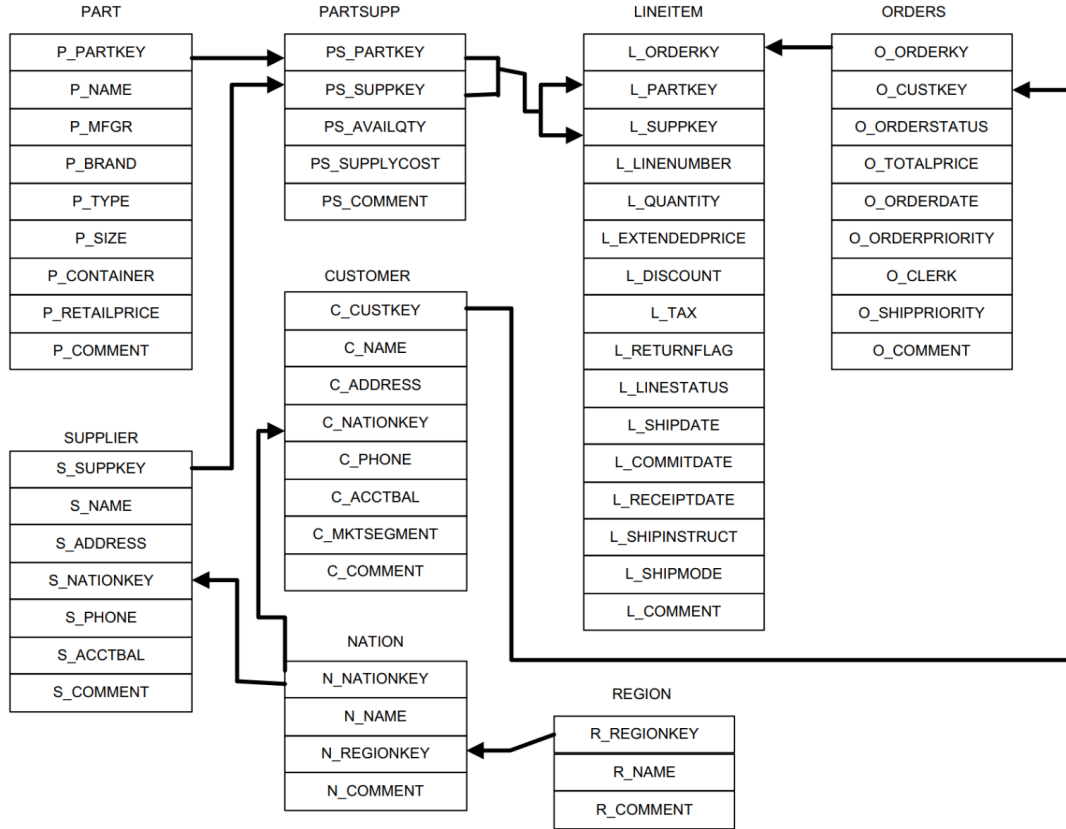 PART
P_PARTKEY
P_NAME
P_MFGR
P_BRAND
P_TYPE
P_SIZE
P_CONTAINER
P_RETAILPRICE
P_COMMENT
SUPPLIER
S_SUPPKEY
S_NAME
S_ADDRESS
S_NATIONKEY
S_PHONE
S_ACCTBAL
S_COMMENT
PARTSUPP
PS_PARTKEY
PS_SUPPKEY
PS_AVAILQTY
PS_SUPPLYCOST
PS_COMMENT
CUSTOMER
C_CUSTKEY
C_NAME
C_ADDRESS
C_NATIONKEY
C_PHONE
C_ACCTBAL
C_MKTSEGMENT
C_COMMENT
NATION
N_NATIONKEY
N_NAME
N_REGIONKEY
N_COMMENT
LINEITEM
L_ORDERKY
L_PARTKEY
L_SUPPKEY
L_LINENUMBER
L_QUANTITY
L_EXTENDEDPRICE
L_DISCOUNT
L_TAX
L_RETURNFLAG
L_LINESTATUS
L_SHIPDATE
L_COMMITDATE
L_RECEIPTDATE
L_SHIPINSTRUCT
L_SHIPMODE
L_COMMENT
REGION
R_REGIONKEY
R_NAME
R_COMMENT
ORDERS
O_ORDERKY
O_CUSTKEY
O_ORDERSTATUS
O_TOTALPRICE
O_ORDERDATE
O_ORDERPRIORITY
O_CLERK
O_SHIPPRIORITY
O_COMMENT